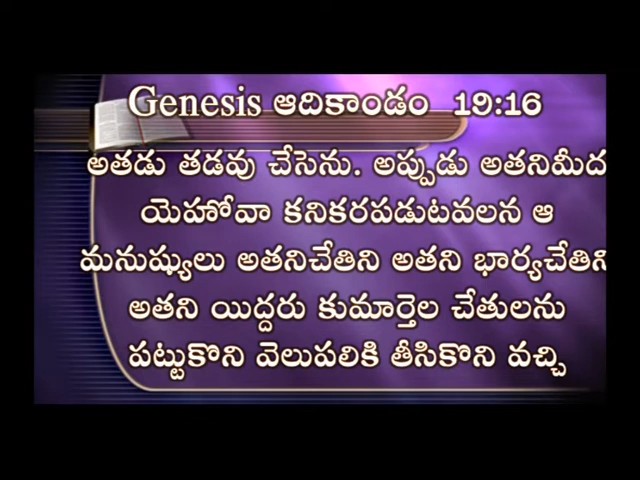 Genesis ఆదికాండం 19:16
అతడు తడవు చేసెను. అప్పుడు అతనిమీద
యెహోవా కనికరపడుటవలన ఆ
మనుష్యులు అతనిచేతిని అతని భార్యచేతిని
అతని యిద్దరు కుమార్తెల చేతులను
పట్టుకొని వెలుపలికి తీసికొని వచ్చి